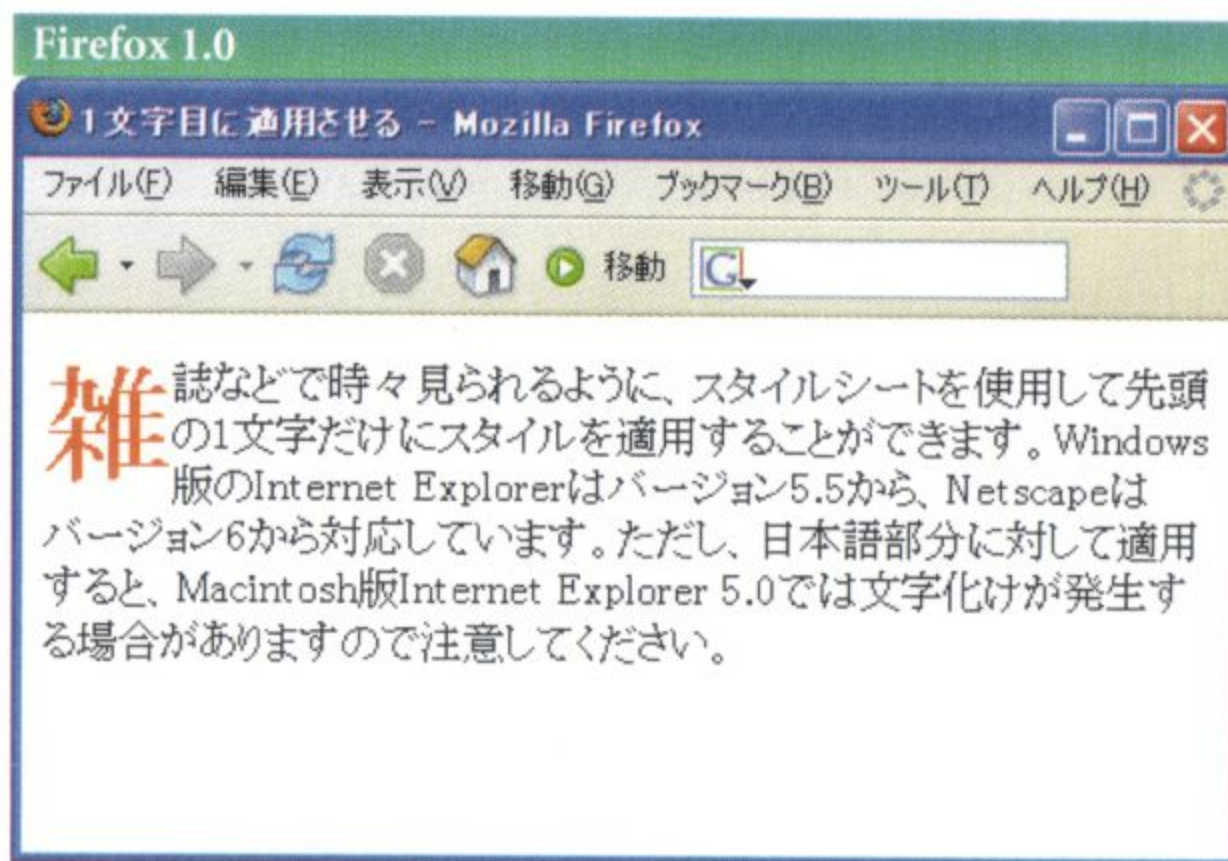 Firefox 1.0
1文字目に適用させる - Mozilla Firefox
ファイル(F) 編集(E) 表示(V) 移動(G) ブックマーク(B) ツール(T) ヘルプ(H)
移動 G
雑誌などで時々見られるように、スタイルシートを使用して先頭
の1文字だけにスタイルを適用することができます。Windows
版のInternet Explorerはバージョン5.5から、Netscapeは
バージョン6から対応しています。ただし、日本語部分に対して適用
すると、Macintosh版Internet Explorer 5.0では文字化けが発生す
る場合がありますので注意してください。